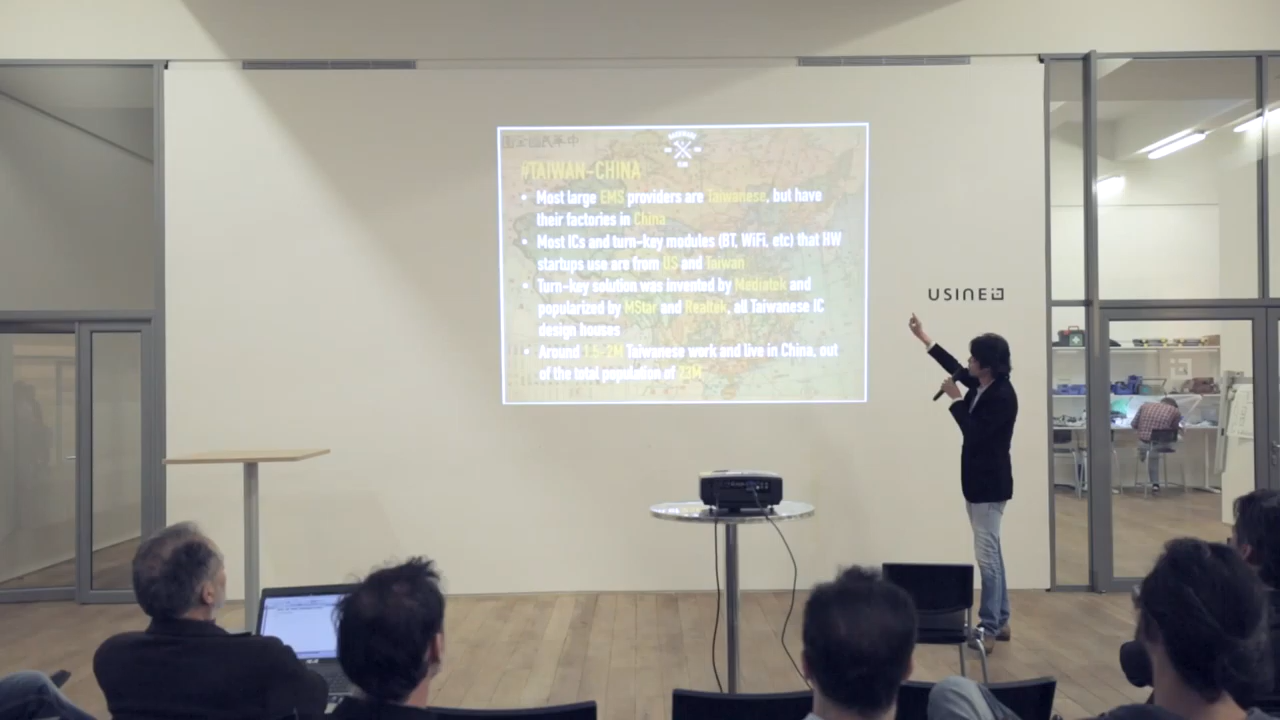 #TAIWAN-CHINA
• Most large EMS providers are Taiwanese, but have
their factories in China
• Most ICs and turn-key modules (BT, WiFi, etc) that HW
startups use are from US and Taiwan
• Turn-key solution was invented by Mediatek and
popularized by MStar and Realtek, all Taiwanese IC
design houses
• Around 1.5-2M Taiwanese work and live in China, out
of the total population of 23M
USINE